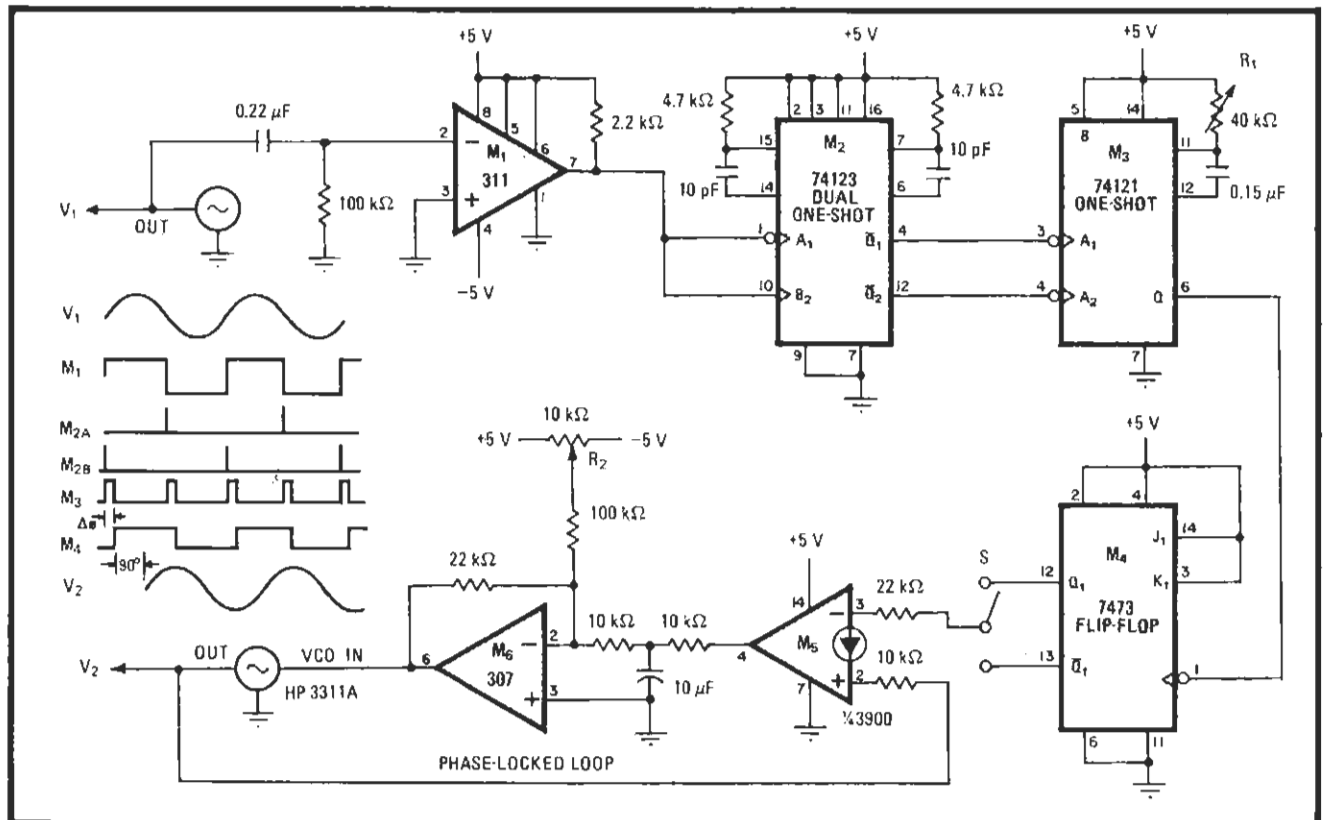 +5 V
0.22 µF
100 kΩ
V₁
OUT
2
3
8
5
6
7
1
4
M₁
311
−
+
−5 V
2.2 kΩ
+5 V
4.7 kΩ
4.7 kΩ
2
3
11
16
15
14
7
6
10 pF
10 pF
M₂
74123
DUAL
ONE-SHOT
1
A₁
10
B₂
Q̅₁
4
Q̅₂
12
9
7
+5 V
R₁
40 kΩ
5
14
8
M₃
11
12
74121
ONE-SHOT
0.15 µF
3
A₁
4
A₂
Q
6
7
V₁
M₁
M₂A
M₂B
M₃
Δθ
M₄
90°
V₂
10 kΩ
+5 V
−5 V
R₂
100 kΩ
22 kΩ
10 kΩ
10 kΩ
10 µF
M₆
307
2
−
3
+
6
VCO IN
OUT
HP 3311A
V₂
+5 V
14
M₅
4
7
3
−
2
+
22 kΩ
10 kΩ
¼3900
S
+5 V
2
4
14
J₁
3
K₁
M₄
12
Q₁
7473
FLIP-FLOP
13
Q̅₁
1
6
11
PHASE-LOCKED LOOP